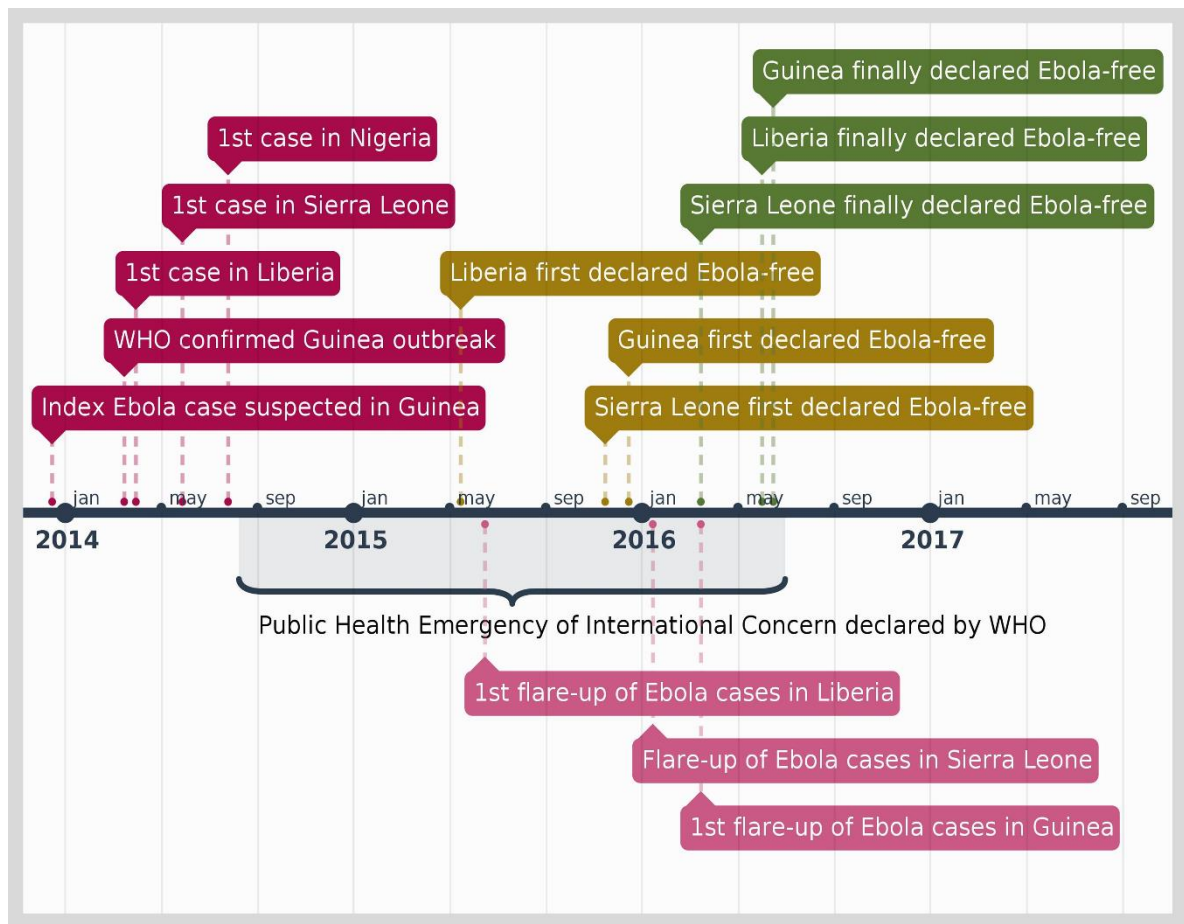 Guinea finally declared Ebola-free
1st case in Nigeria
Liberia finally declared Ebola-free
1st case in Sierra Leone
Sierra Leone finally declared Ebola-free
1st case in Liberia
Liberia first declared Ebola-free
WHO confirmed Guinea outbreak
Guinea first declared Ebola-free
Index Ebola case suspected in Guinea
Sierra Leone first declared Ebola-free
jan may sep jan may sep jan may sep jan may sep
2014 2015 2016 2017
Public Health Emergency of International Concern declared by WHO
1st flare-up of Ebola cases in Liberia
Flare-up of Ebola cases in Sierra Leone
1st flare-up of Ebola cases in Guinea